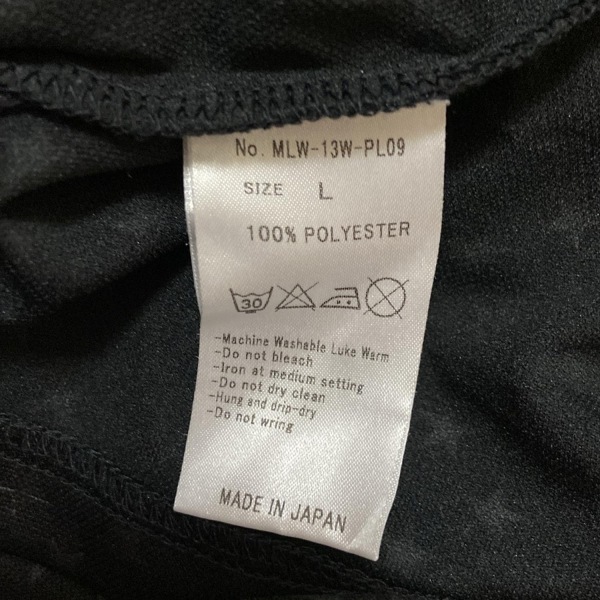 No. MLW-13W-PL09
SIZE L
100% POLYESTER
30
-Machine Washable Luke Warm
-Do not bleach
-Iron at medium setting
-Do not dry clean
-Hung and drip-dry
-Do not wring
MADE IN JAPAN